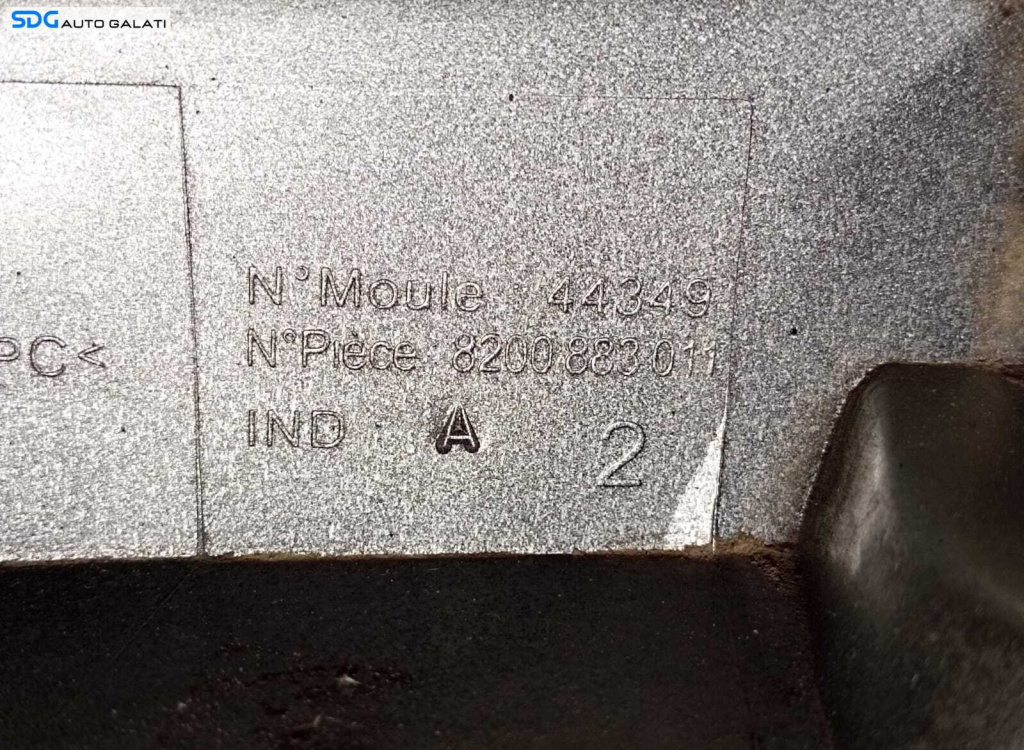 SDG AUTO GALATI
N°Moule 44349
PC<
N°Pièce 8200 883 011
IND A 2